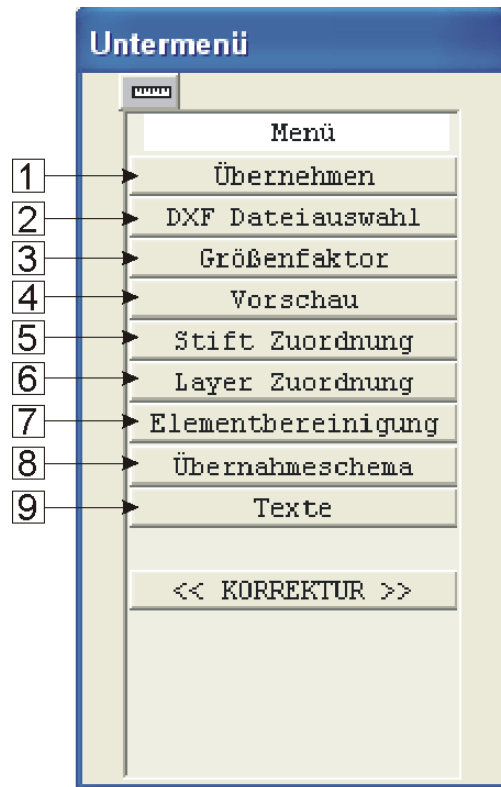 Untermenü
Menü
1 Übernehmen
2 DXF Dateiauswahl
3 Größenfaktor
4 Vorschau
5 Stift Zuordnung
6 Layer Zuordnung
7 Elementbereinigung
8 Übernahmeschema
9 Texte
<< KORREKTUR >>